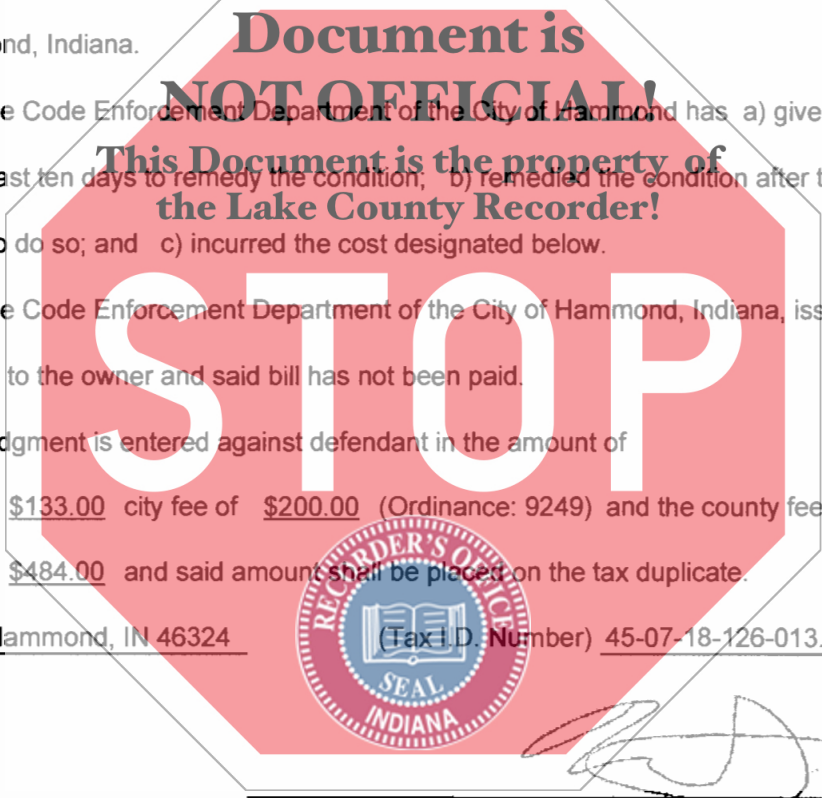 nd, Indiana.
Document is
NOT OFFICIAL!
e Code Enforcement Department of the City of Hammond has a) give
This Document is the property of
ast ten days to remedy the condition; b) remedied the condition after t
the Lake County Recorder!
o do so; and c) incurred the cost designated below.
e Code Enforcement Department of the City of Hammond, Indiana, iss
STOP
to the owner and said bill has not been paid.
dgment is entered against defendant in the amount of
$133.00 city fee of $200.00 (Ordinance: 9249) and the county fee
$484.00 and said amount shall be placed on the tax duplicate.
ammond, IN 46324 (Tax I.D. Number) 45-07-18-126-013.
RECORDER'S OFFICE
SEAL
INDIANA